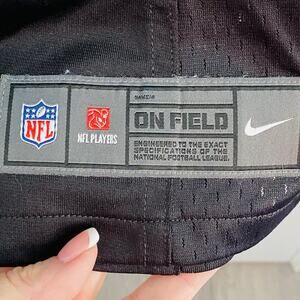 NFL
NFL PLAYERS
ON FIELD
ENGINEERED TO THE EXACT
SPECIFICATIONS OF THE
NATIONAL FOOTBALL LEAGUE.